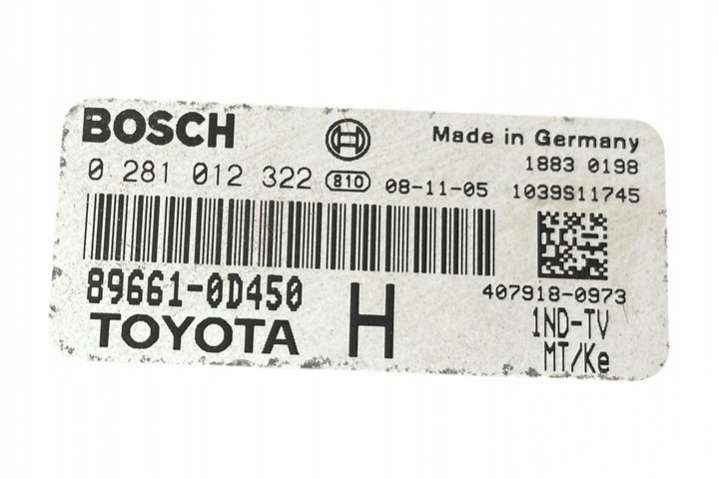 BOSCH Made in Germany
1883 0198
0 281 012 322 810 08-11-05 1039S11745
407918-0973
89661-0D450 H 1ND-TV
TOYOTA MT/Ke